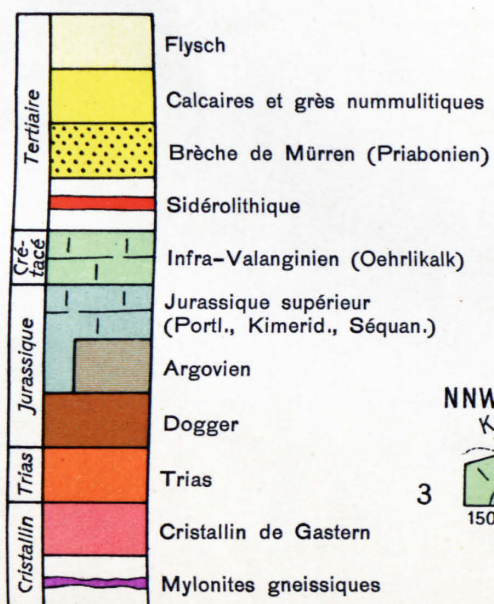 Tertiaire
Flysch
Calcaires et grès nummulitiques
Brèche de Mürren (Priabonien)
Sidérolithique
Cré-
tacé
Infra-Valanginien (Oehrlikalk)
Jurassique
Jurassique supérieur
(Portl., Kimerid., Séquan.)
Argovien
Dogger
Trias
Trias
Cristallin
Cristallin de Gastern
Mylonites gneissiques
NNW
K
3
150